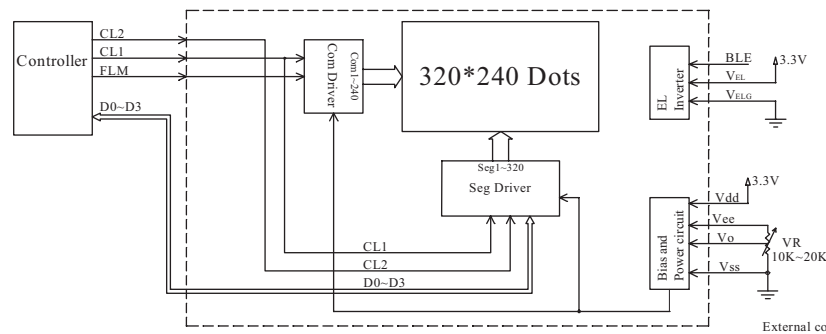 Controller
CL2
CL1
FLM
D0~D3
Com Driver
Com1~240
320*240 Dots
EL
Inverter
BLE
VEL
VELG
3.3V
Seg1~320
Seg Driver
CL1
CL2
D0~D3
Bias and
Power circuit
Vdd
Vee
Vo
Vss
3.3V
VR
10K~20K